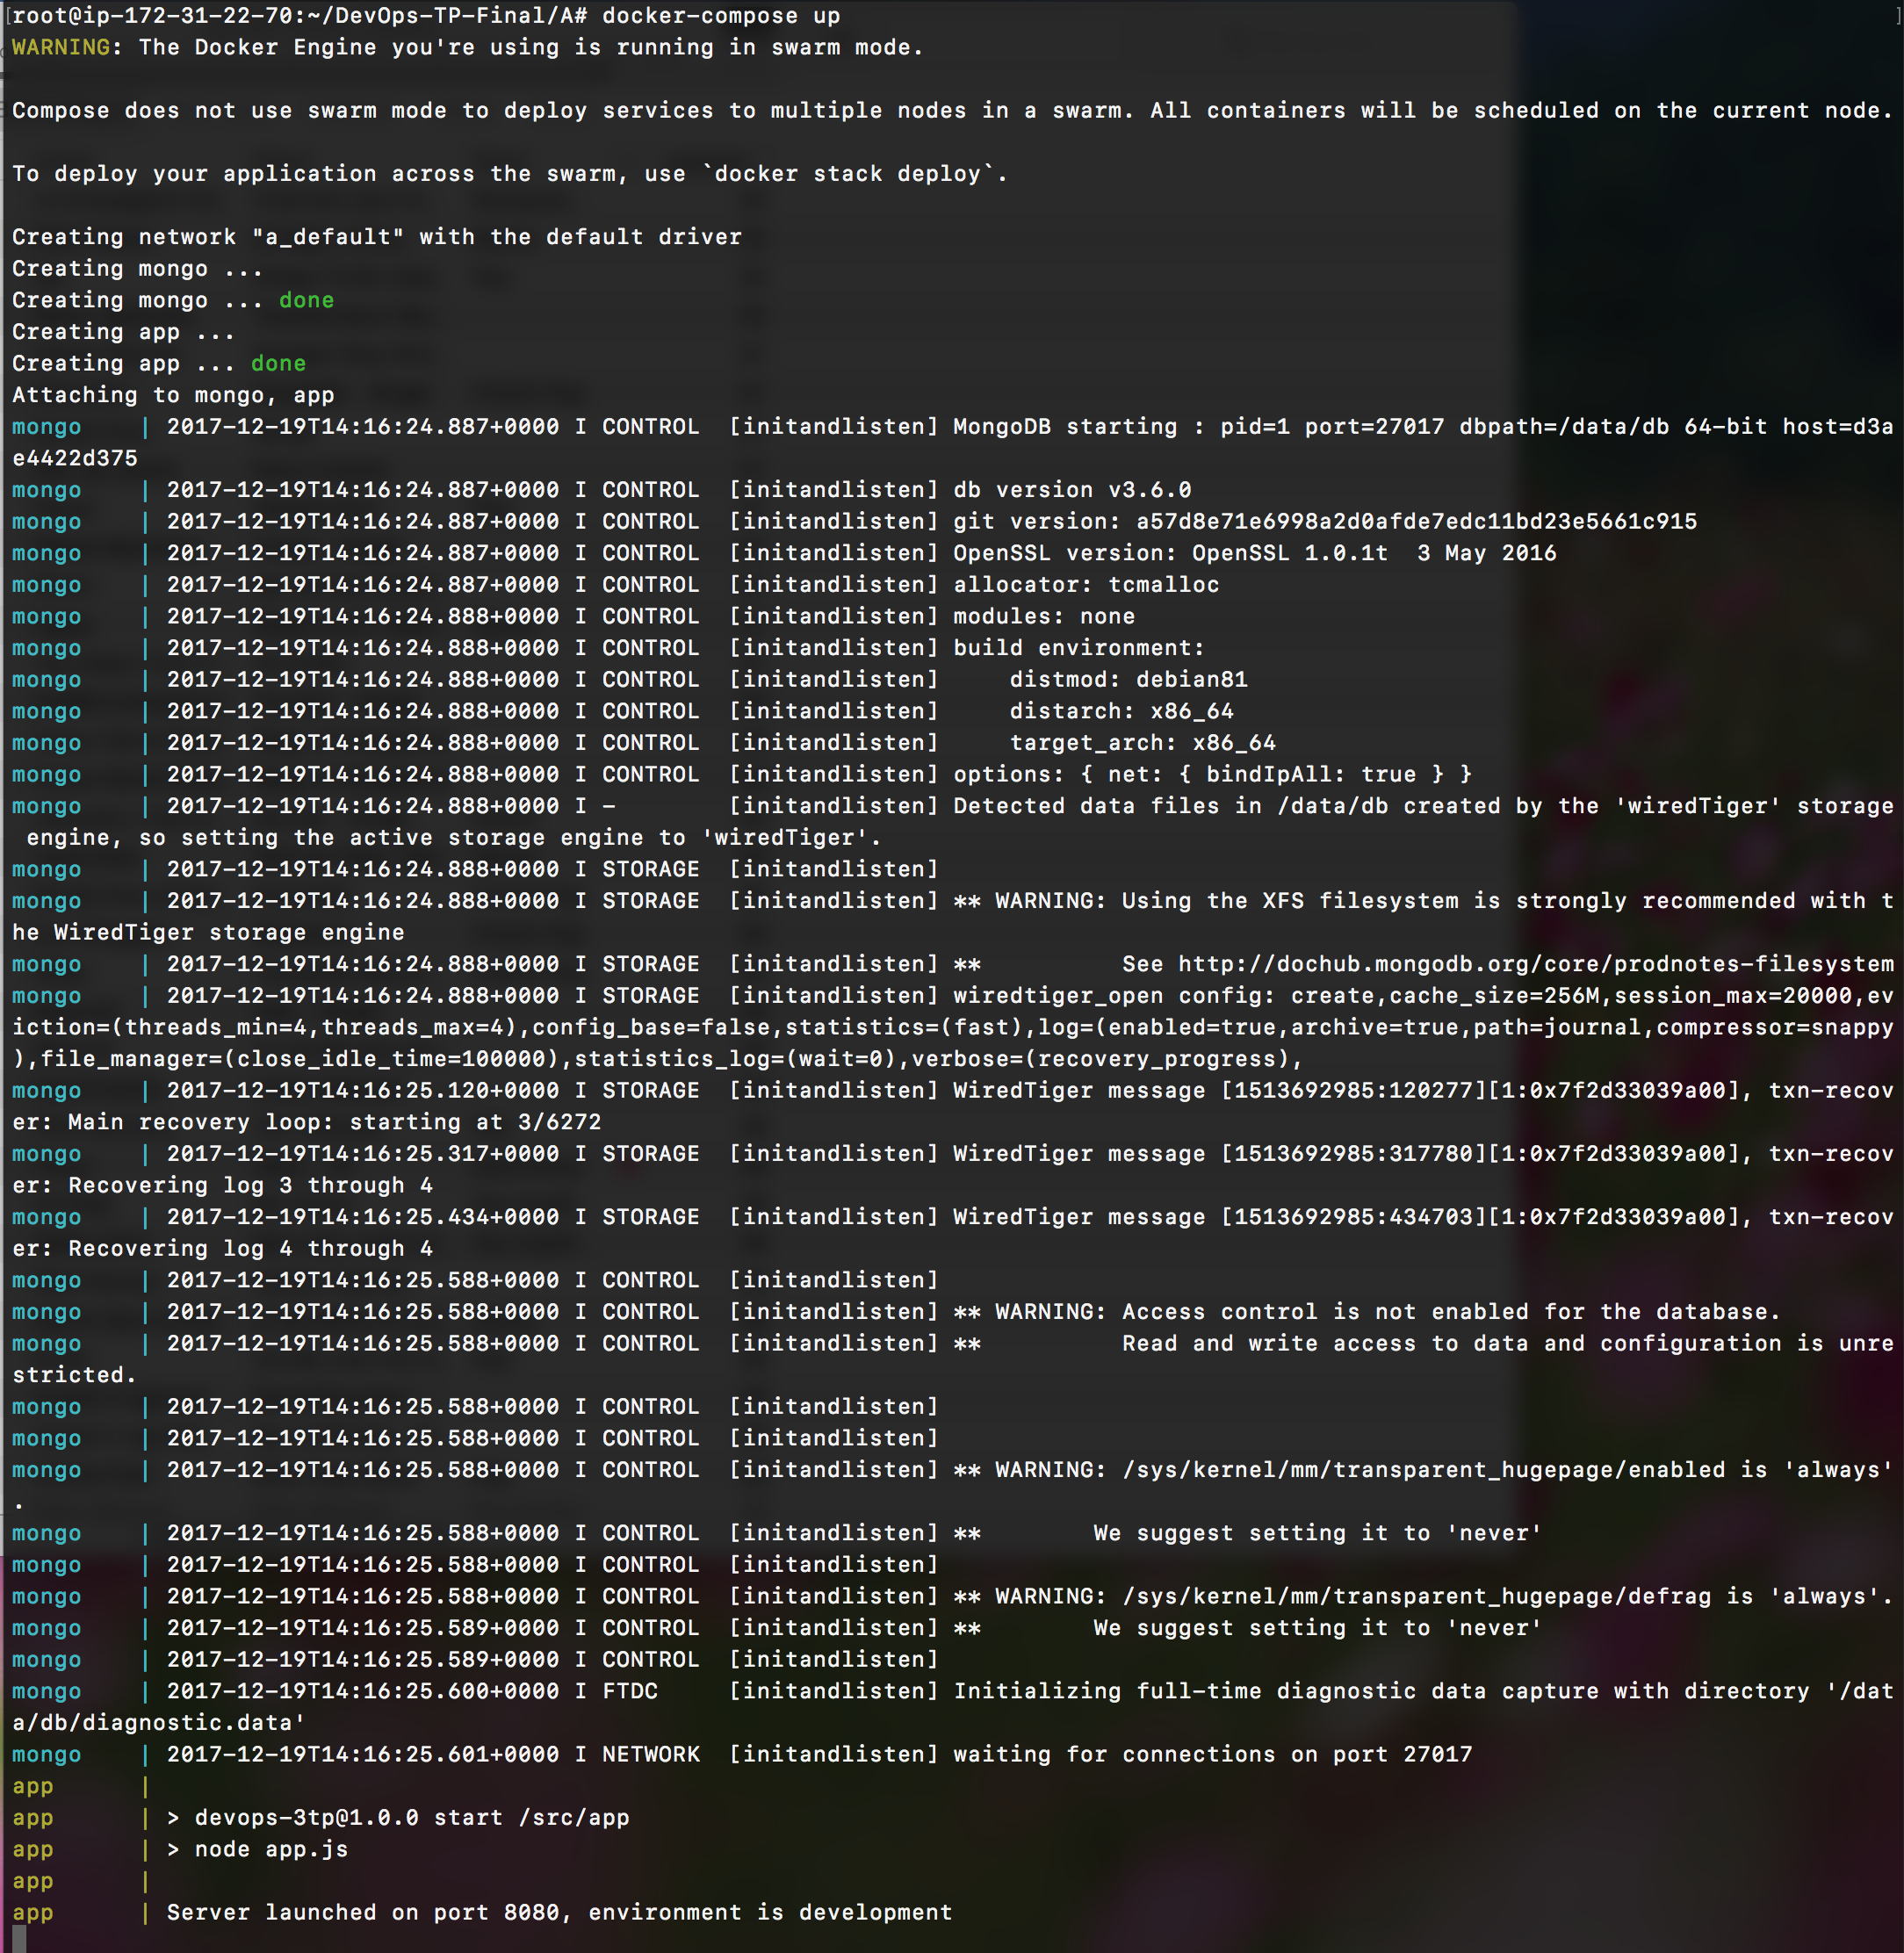 [root@ip-172-31-22-70:~/DevOps-TP-Final/A# docker-compose up ]
WARNING: The Docker Engine you're using is running in swarm mode.
Compose does not use swarm mode to deploy services to multiple nodes in a swarm. All containers will be scheduled on the current node.
To deploy your application across the swarm, use `docker stack deploy`.
Creating network "a_default" with the default driver
Creating mongo ...
Creating mongo ... done
Creating app ...
Creating app ... done
Attaching to mongo, app
mongo | 2017-12-19T14:16:24.887+0000 I CONTROL [initandlisten] MongoDB starting : pid=1 port=27017 dbpath=/data/db 64-bit host=d3a
e4422d375
mongo | 2017-12-19T14:16:24.887+0000 I CONTROL [initandlisten] db version v3.6.0
mongo | 2017-12-19T14:16:24.887+0000 I CONTROL [initandlisten] git version: a57d8e71e6998a2d0afde7edc11bd23e5661c915
mongo | 2017-12-19T14:16:24.887+0000 I CONTROL [initandlisten] OpenSSL version: OpenSSL 1.0.1t 3 May 2016
mongo | 2017-12-19T14:16:24.887+0000 I CONTROL [initandlisten] allocator: tcmalloc
mongo | 2017-12-19T14:16:24.888+0000 I CONTROL [initandlisten] modules: none
mongo | 2017-12-19T14:16:24.888+0000 I CONTROL [initandlisten] build environment:
mongo | 2017-12-19T14:16:24.888+0000 I CONTROL [initandlisten] distmod: debian81
mongo | 2017-12-19T14:16:24.888+0000 I CONTROL [initandlisten] distarch: x86_64
mongo | 2017-12-19T14:16:24.888+0000 I CONTROL [initandlisten] target_arch: x86_64
mongo | 2017-12-19T14:16:24.888+0000 I CONTROL [initandlisten] options: { net: { bindIpAll: true } }
mongo | 2017-12-19T14:16:24.888+0000 I - [initandlisten] Detected data files in /data/db created by the 'wiredTiger' storage
engine, so setting the active storage engine to 'wiredTiger'.
mongo | 2017-12-19T14:16:24.888+0000 I STORAGE [initandlisten]
mongo | 2017-12-19T14:16:24.888+0000 I STORAGE [initandlisten] ** WARNING: Using the XFS filesystem is strongly recommended with t
he WiredTiger storage engine
mongo | 2017-12-19T14:16:24.888+0000 I STORAGE [initandlisten] ** See http://dochub.mongodb.org/core/prodnotes-filesystem
mongo | 2017-12-19T14:16:24.888+0000 I STORAGE [initandlisten] wiredtiger_open config: create,cache_size=256M,session_max=20000,ev
iction=(threads_min=4,threads_max=4),config_base=false,statistics=(fast),log=(enabled=true,archive=true,path=journal,compressor=snappy
),file_manager=(close_idle_time=100000),statistics_log=(wait=0),verbose=(recovery_progress),
mongo | 2017-12-19T14:16:25.120+0000 I STORAGE [initandlisten] WiredTiger message [1513692985:120277][1:0x7f2d33039a00], txn-recov
er: Main recovery loop: starting at 3/6272
mongo | 2017-12-19T14:16:25.317+0000 I STORAGE [initandlisten] WiredTiger message [1513692985:317780][1:0x7f2d33039a00], txn-recov
er: Recovering log 3 through 4
mongo | 2017-12-19T14:16:25.434+0000 I STORAGE [initandlisten] WiredTiger message [1513692985:434703][1:0x7f2d33039a00], txn-recov
er: Recovering log 4 through 4
mongo | 2017-12-19T14:16:25.588+0000 I CONTROL [initandlisten]
mongo | 2017-12-19T14:16:25.588+0000 I CONTROL [initandlisten] ** WARNING: Access control is not enabled for the database.
mongo | 2017-12-19T14:16:25.588+0000 I CONTROL [initandlisten] ** Read and write access to data and configuration is unre
stricted.
mongo | 2017-12-19T14:16:25.588+0000 I CONTROL [initandlisten]
mongo | 2017-12-19T14:16:25.588+0000 I CONTROL [initandlisten]
mongo | 2017-12-19T14:16:25.588+0000 I CONTROL [initandlisten] ** WARNING: /sys/kernel/mm/transparent_hugepage/enabled is 'always'
.
mongo | 2017-12-19T14:16:25.588+0000 I CONTROL [initandlisten] ** We suggest setting it to 'never'
mongo | 2017-12-19T14:16:25.588+0000 I CONTROL [initandlisten]
mongo | 2017-12-19T14:16:25.588+0000 I CONTROL [initandlisten] ** WARNING: /sys/kernel/mm/transparent_hugepage/defrag is 'always'.
mongo | 2017-12-19T14:16:25.589+0000 I CONTROL [initandlisten] ** We suggest setting it to 'never'
mongo | 2017-12-19T14:16:25.589+0000 I CONTROL [initandlisten]
mongo | 2017-12-19T14:16:25.600+0000 I FTDC [initandlisten] Initializing full-time diagnostic data capture with directory '/dat
a/db/diagnostic.data'
mongo | 2017-12-19T14:16:25.601+0000 I NETWORK [initandlisten] waiting for connections on port 27017
app |
app | > devops-3tp@1.0.0 start /src/app
app | > node app.js
app |
app | Server launched on port 8080, environment is development